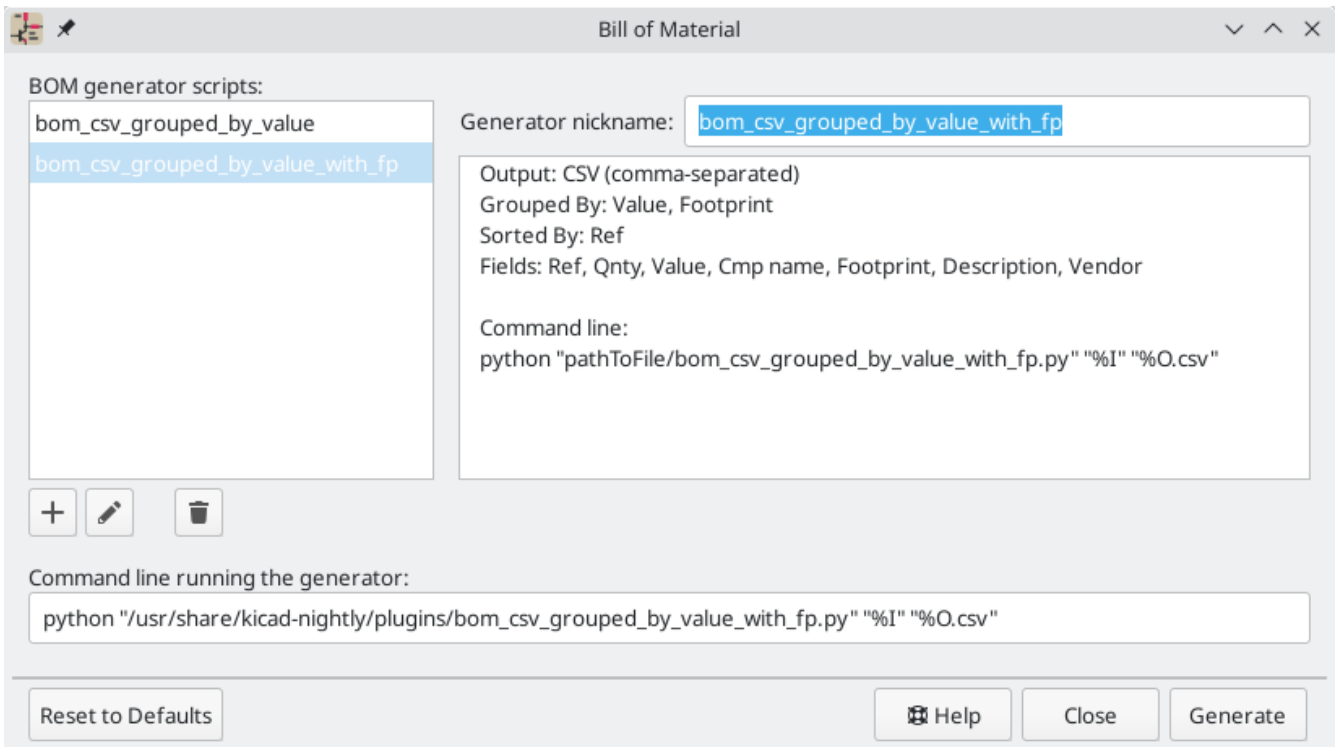 Bill of Material
BOM generator scripts:
bom_csv_grouped_by_value
bom_csv_grouped_by_value_with_fp
Generator nickname: bom_csv_grouped_by_value_with_fp
Output: CSV (comma-separated)
Grouped By: Value, Footprint
Sorted By: Ref
Fields: Ref, Qnty, Value, Cmp name, Footprint, Description, Vendor
Command line:
python "pathToFile/bom_csv_grouped_by_value_with_fp.py" "%I" "%O.csv"
Command line running the generator:
python "/usr/share/kicad-nightly/plugins/bom_csv_grouped_by_value_with_fp.py" "%I" "%O.csv"
Reset to Defaults Help Close Generate